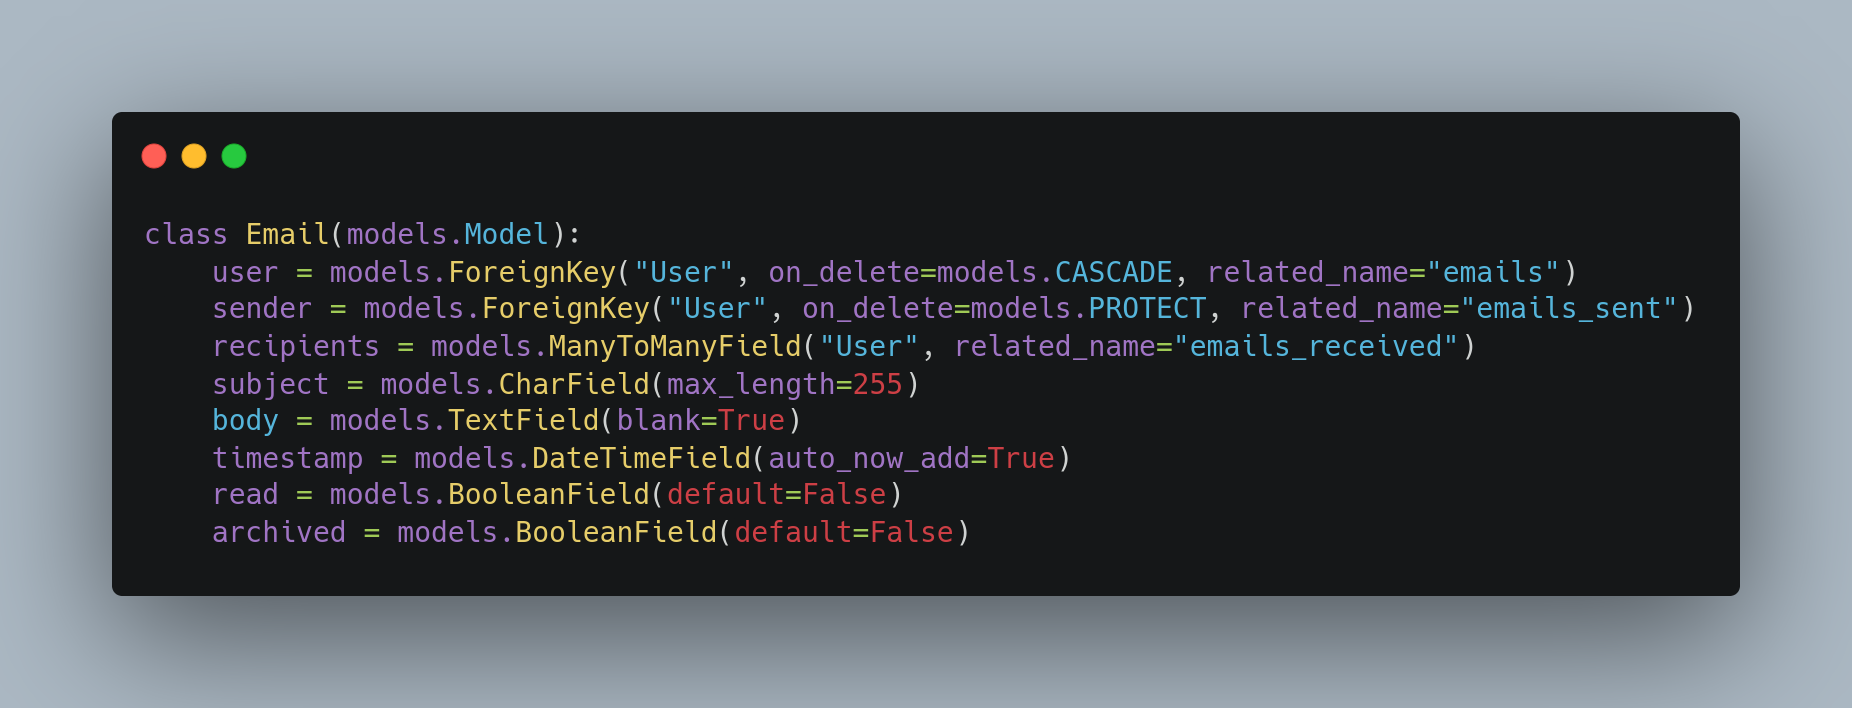 class Email(models.Model):
    user = models.ForeignKey("User", on_delete=models.CASCADE, related_name="emails")
    sender = models.ForeignKey("User", on_delete=models.PROTECT, related_name="emails_sent")
    recipients = models.ManyToManyField("User", related_name="emails_received")
    subject = models.CharField(max_length=255)
    body = models.TextField(blank=True)
    timestamp = models.DateTimeField(auto_now_add=True)
    read = models.BooleanField(default=False)
    archived = models.BooleanField(default=False)